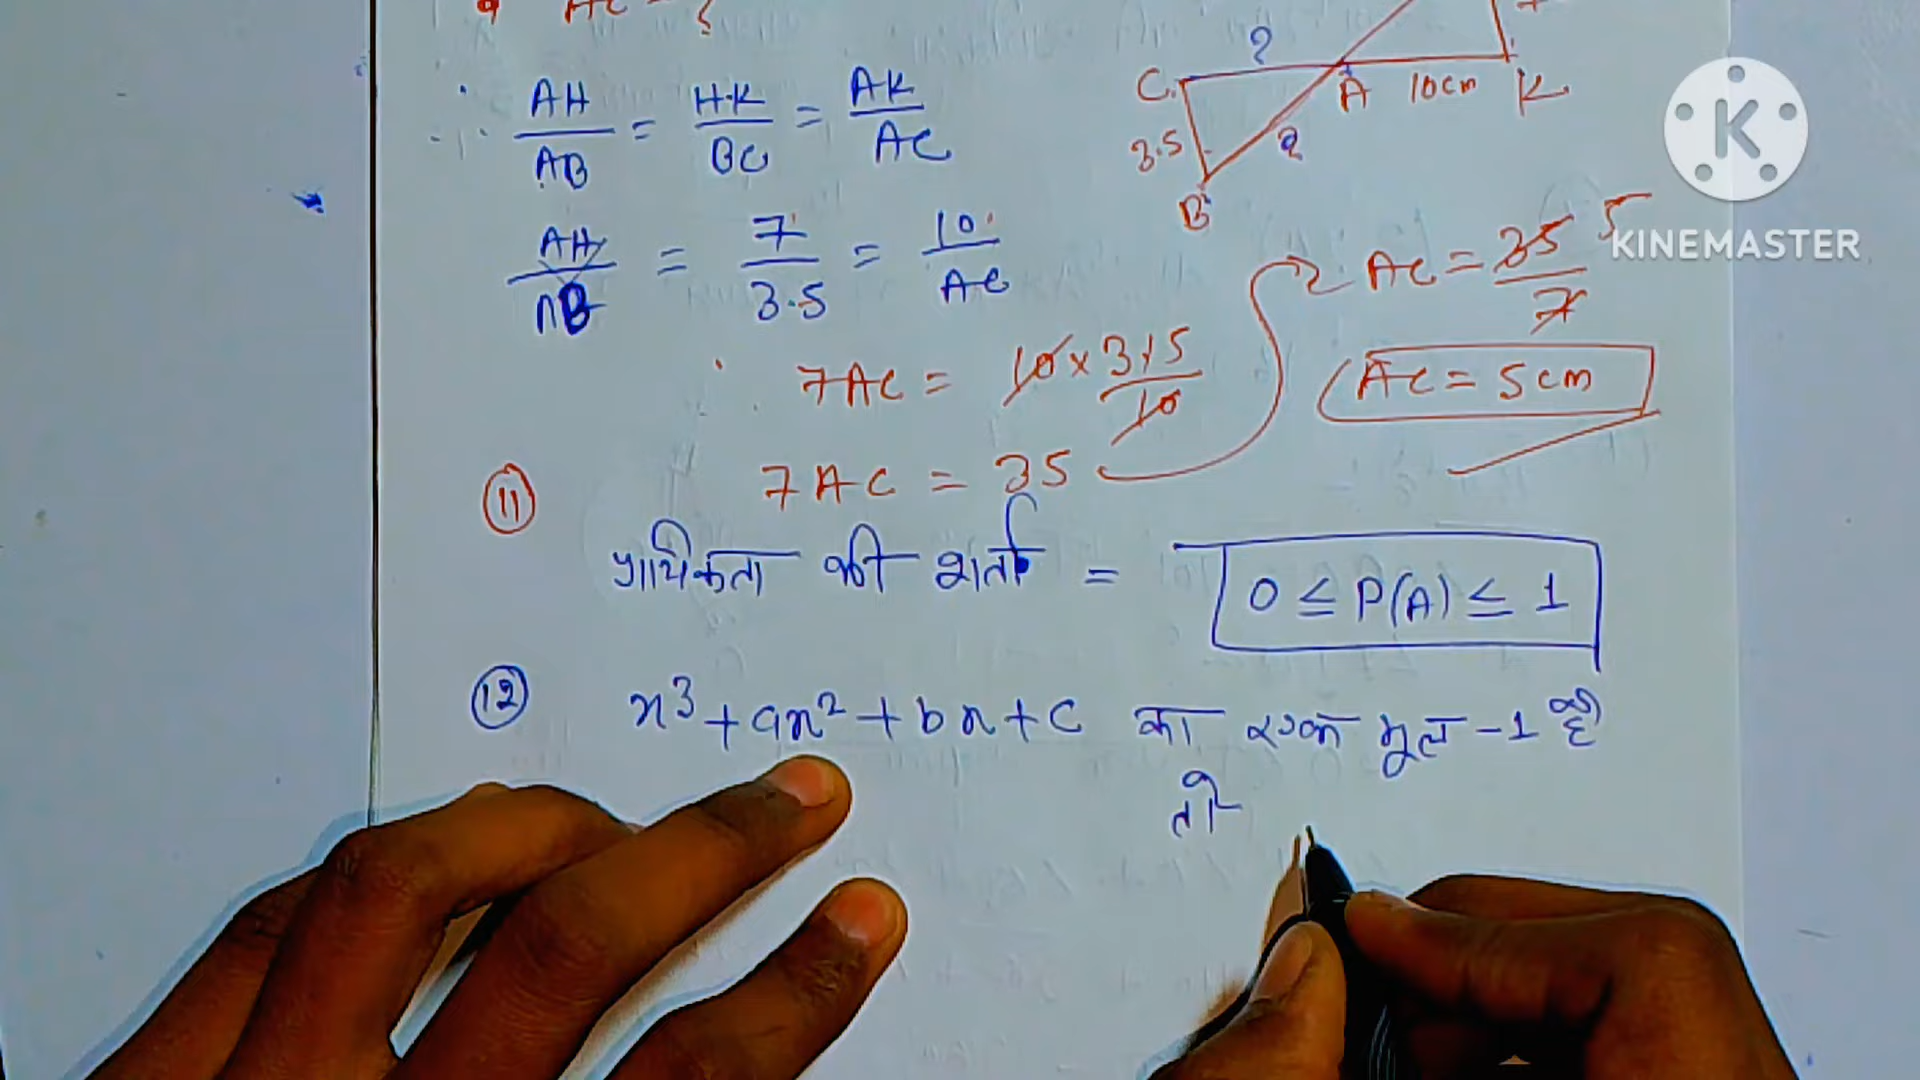 AC = ?
C
?
A
10cm
K
3.5
?
B
∴ AH/AB = HK/BC = AK/AC
AH/AB = 7/3.5 = 10/AC
7AC = 10×35/10
7AC = 35
AC = 35/7 5
AC = 5cm
K
KINEMASTER
11
प्रायिकता की शर्त = 0 ≤ P(A) ≤ 1
12 x³+ax²+bx+c का एक मूल -1 है
तो